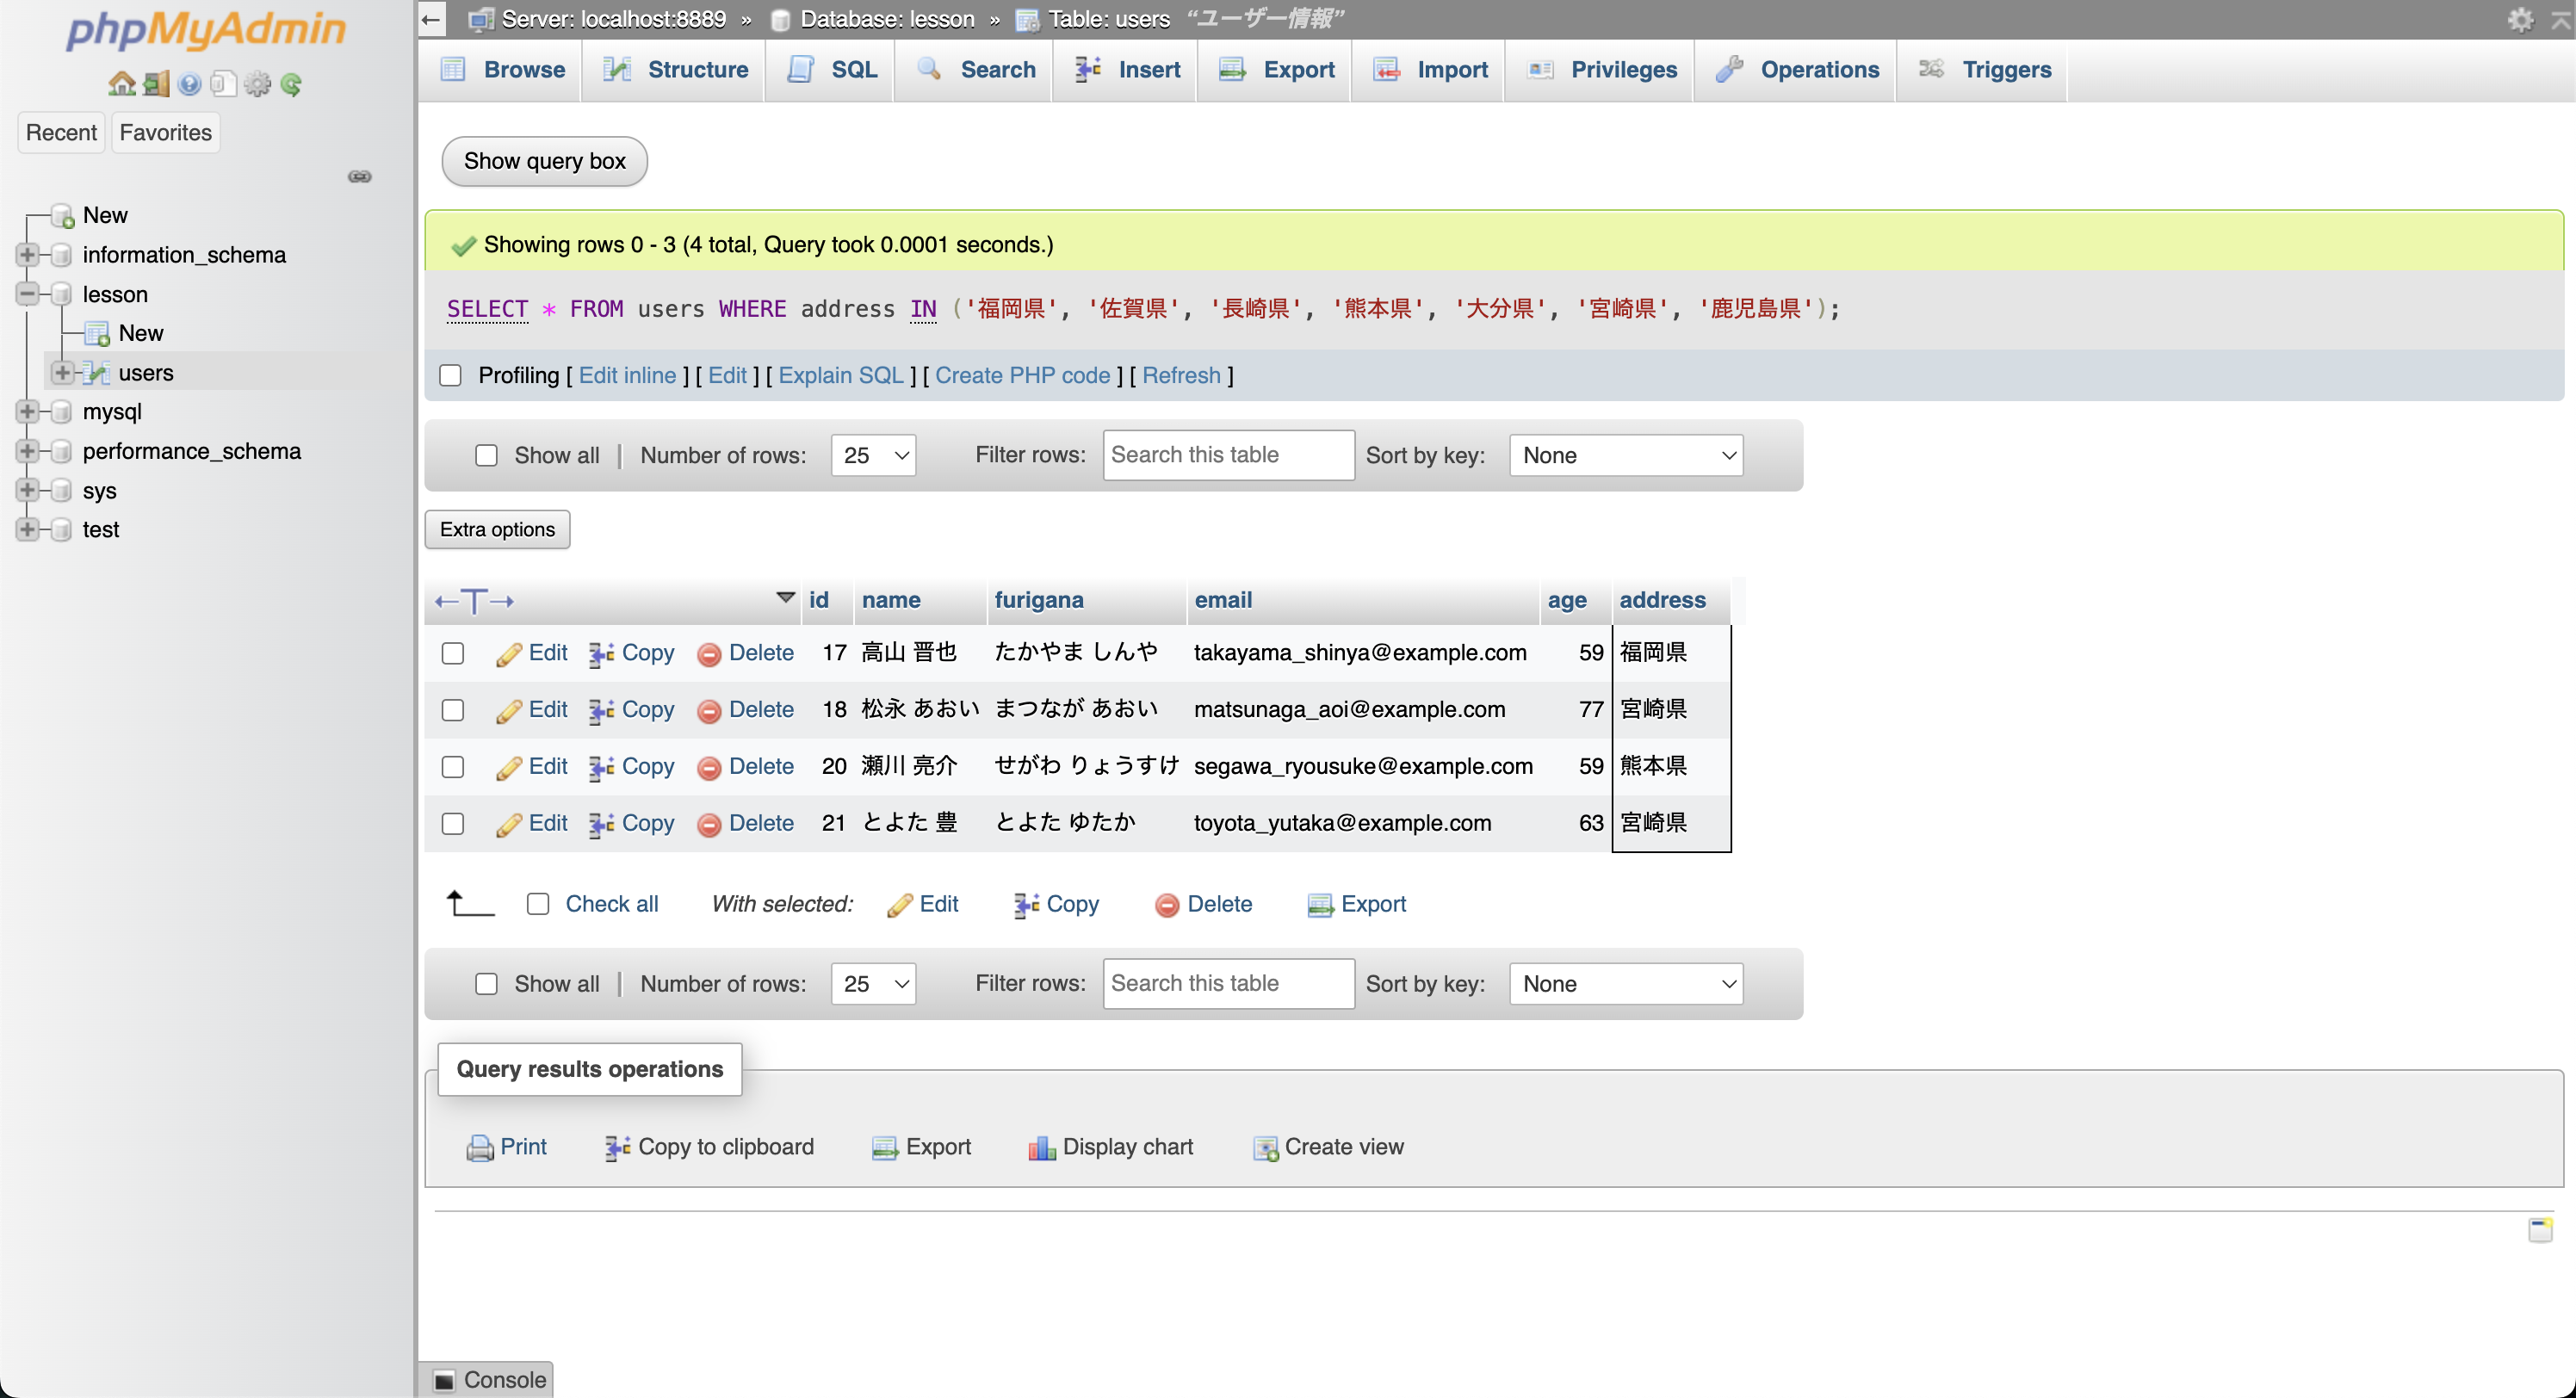 phpMyAdmin
Recent Favorites
New
information_schema
lesson
New
users
mysql
performance_schema
sys
test
Server: localhost:8889 » Database: lesson » Table: users “ユーザー情報”
Browse Structure SQL Search Insert Export Import Privileges Operations Triggers
Show query box
Showing rows 0 - 3 (4 total, Query took 0.0001 seconds.)
SELECT * FROM users WHERE address IN ('福岡県', '佐賀県', '長崎県', '熊本県', '大分県', '宮崎県', '鹿児島県');
Profiling [ Edit inline ] [ Edit ] [ Explain SQL ] [ Create PHP code ] [ Refresh ]
Show all | Number of rows: 25 Filter rows: Search this table Sort by key: None
Extra options
←T→ id name furigana email age address
Edit Copy Delete 17 高山 晋也 たかやま しんや takayama_shinya@example.com 59 福岡県
Edit Copy Delete 18 松永 あおい まつなが あおい matsunaga_aoi@example.com 77 宮崎県
Edit Copy Delete 20 瀬川 亮介 せがわ りょうすけ segawa_ryousuke@example.com 59 熊本県
Edit Copy Delete 21 とよた 豊 とよた ゆたか toyota_yutaka@example.com 63 宮崎県
Check all With selected: Edit Copy Delete Export
Show all | Number of rows: 25 Filter rows: Search this table Sort by key: None
Query results operations
Print Copy to clipboard Export Display chart Create view
Console